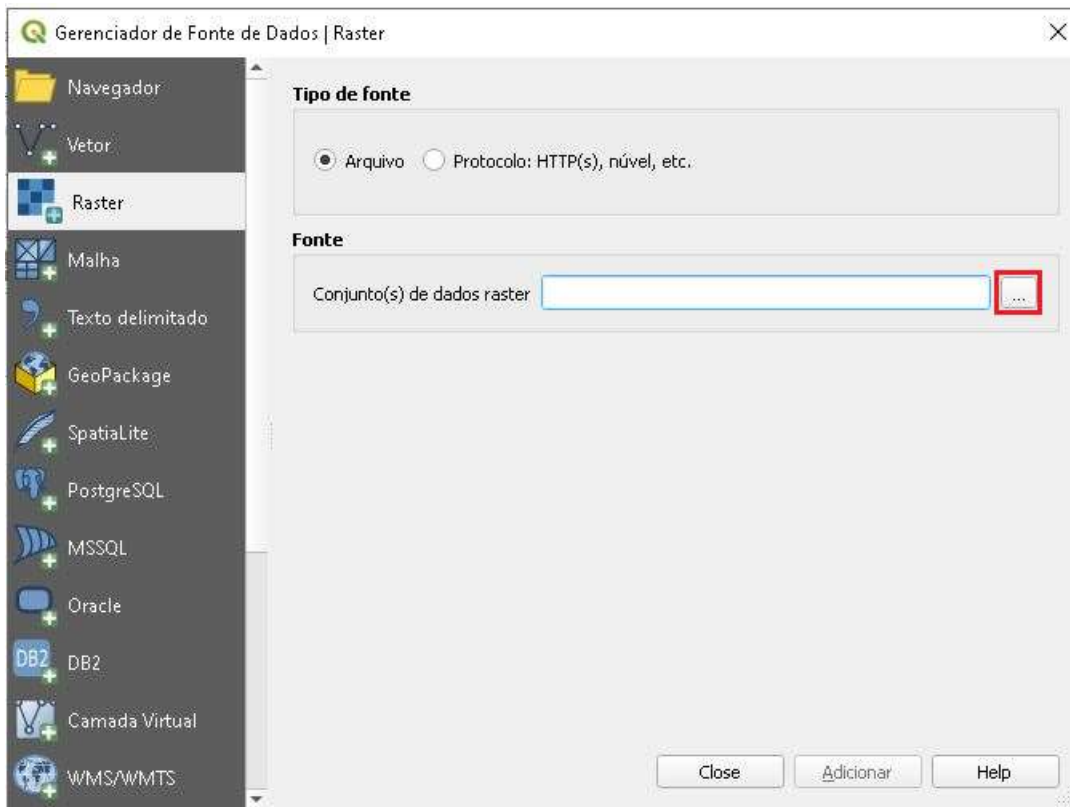 Gerenciador de Fonte de Dados | Raster
Navegador
Vetor
Raster
Malha
Texto delimitado
GeoPackage
SpatiaLite
PostgreSQL
MSSQL
Oracle
DB2
DB2
Camada Virtual
WMS/WMTS
Tipo de fonte
Arquivo
Protocolo: HTTP(s), núvel, etc.
Fonte
Conjunto(s) de dados raster
...
Close
Adicionar
Help